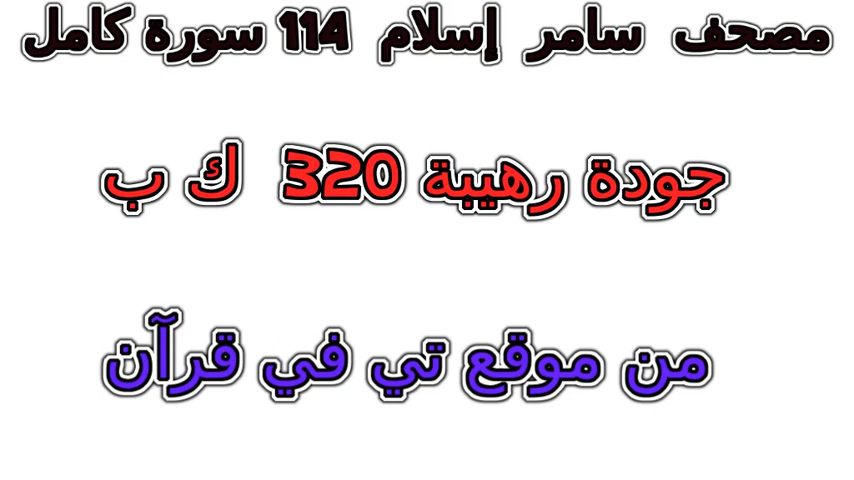 مصحف سامر إسلام 114 سورة كامل
جودة رهيبة 320 ك ب
من موقع تي في قرآن